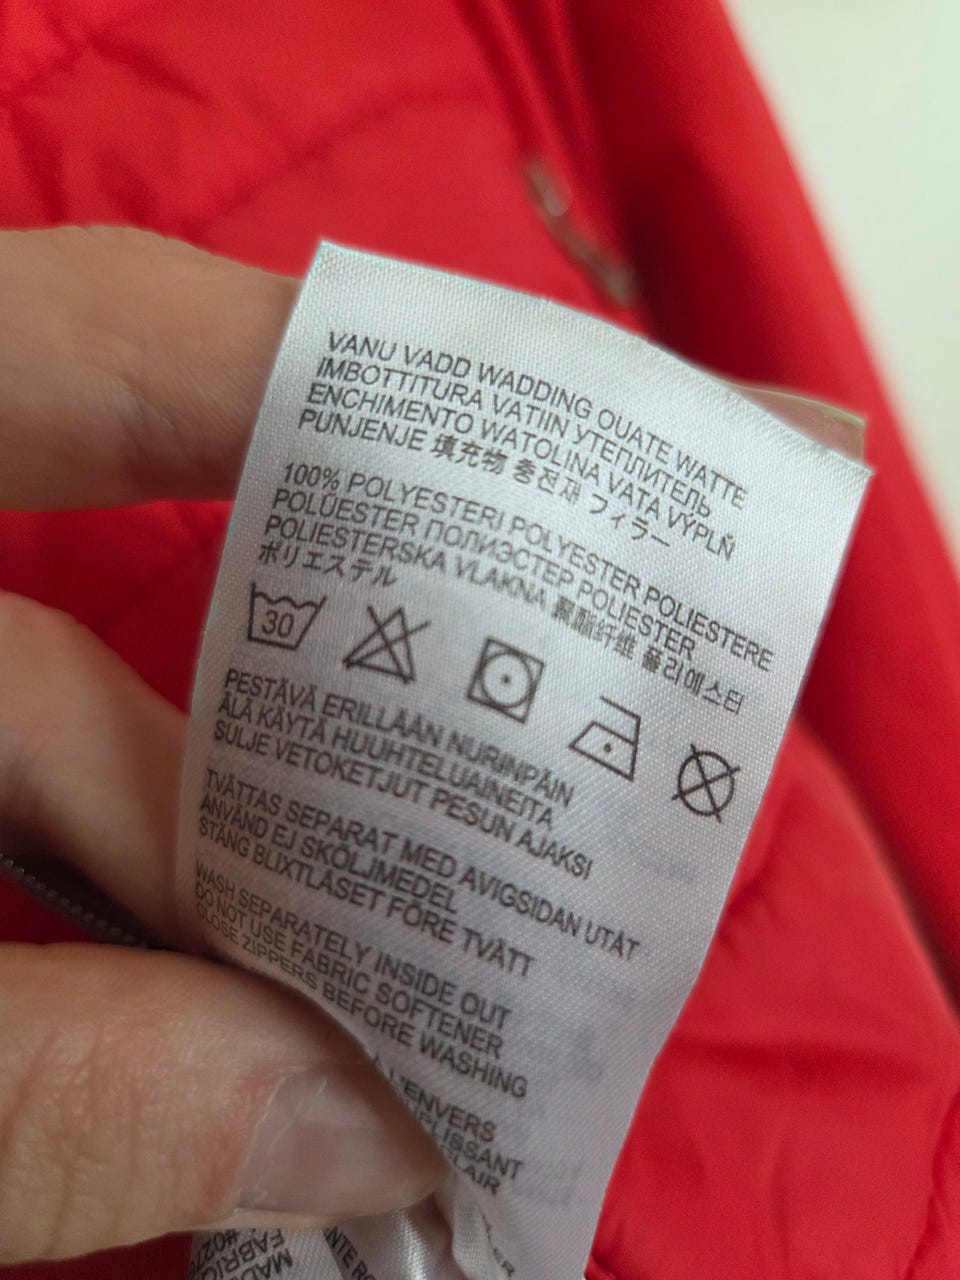 VANU VADD WADDING OUATE WATTE
IMBOTTITURA VATIIN УТЕПЛИТЕЛЬ
ENCHIMENTO WATOLINA VATA VÝPLŇ
PUNJENJE 填充物 충전재 フィラー
100% POLYESTERI POLYESTER POLIESTERE
POLÜESTER ПОЛИЭСТЕР POLIESTER
POLIESTERSKA VLAKNA 聚酯纤维 폴리에스터
ポリエステル
30
PESTÄVÄ ERILLÄÄN NURINPÄIN
ÄLÄ KÄYTÄ HUUHTELUAINEITA
SULJE VETOKETJUT PESUN AJAKSI
TVÄTTAS SEPARAT MED AVIGSIDAN UTÅT
ANVÄND EJ SKÖLJMEDEL
STÄNG BLIXTLÅSET FÖRE TVÄTT
WASH SEPARATELY INSIDE OUT
DO NOT USE FABRIC SOFTENER
CLOSE ZIPPERS BEFORE WASHING
L'ENVERS